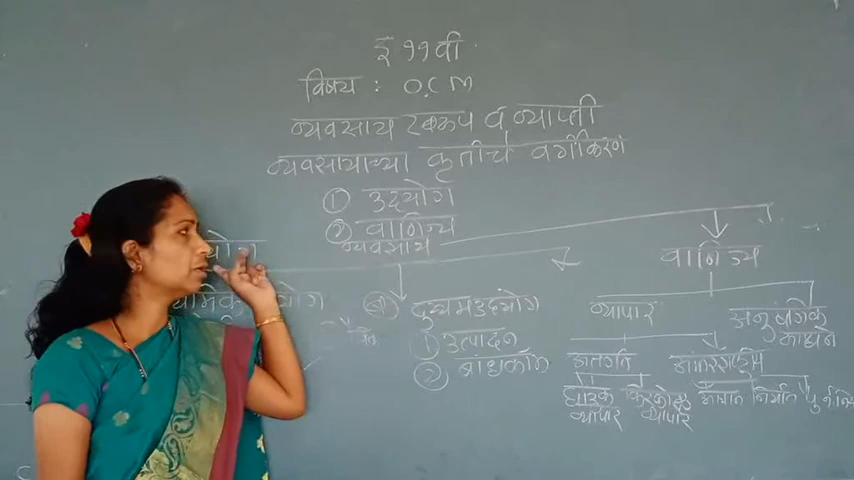 इ ११वी
विषय : O.C M
व्यवसाय स्वरूप व व्याप्ती
व्यवसायाच्या कृतीचे वर्गीकरण
① उद्योग
② वाणिज्य
व्यवसाय
वाणिज्य
दुय्यम उद्योग
① उत्पादन
② बांधकाम
व्यापार
अनुषंगिक
अंतर्गत
आंतरराष्ट्रीय
घाऊक व्यापार
किरकोळ व्यापार
आयात निर्यात